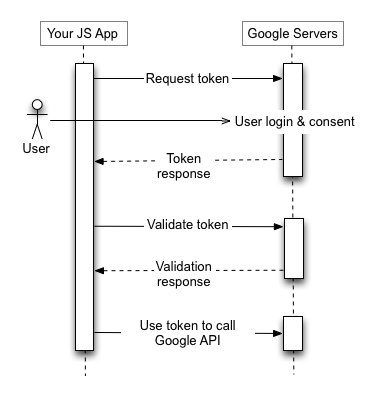 Your JS App
Google Servers
Request token
User login & consent
User
Token
response
Validate token
Validation
response
Use token to call
Google API